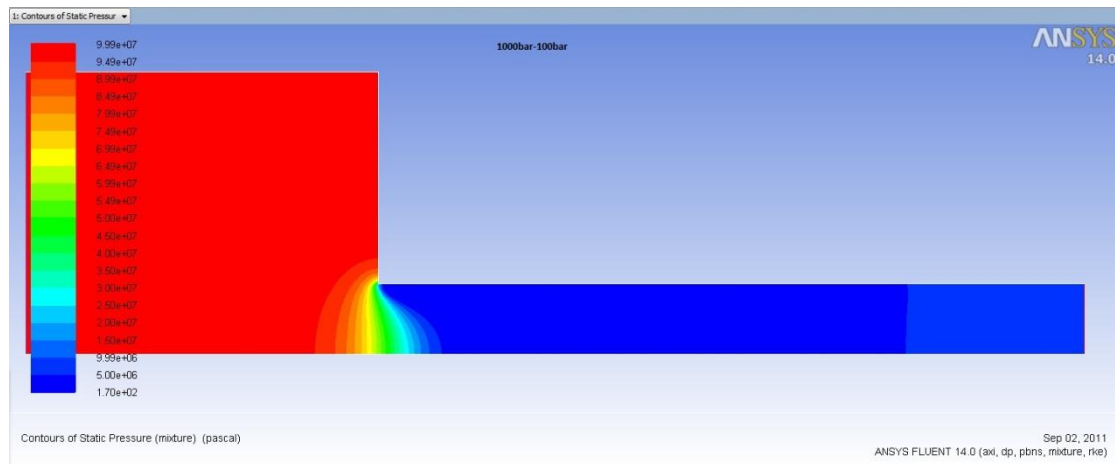 1: Contours of Static Pressur
1000bar-100bar
ANSYS
14.0
9.99e+07
9.49e+07
8.99e+07
8.49e+07
7.99e+07
7.49e+07
6.99e+07
6.49e+07
5.99e+07
5.49e+07
5.00e+07
4.50e+07
4.00e+07
3.50e+07
3.00e+07
2.50e+07
2.00e+07
1.50e+07
9.99e+06
5.00e+06
1.70e+02
Contours of Static Pressure (mixture) (pascal)
Sep 02, 2011
ANSYS FLUENT 14.0 (axi, dp, pbns, mixture, rke)